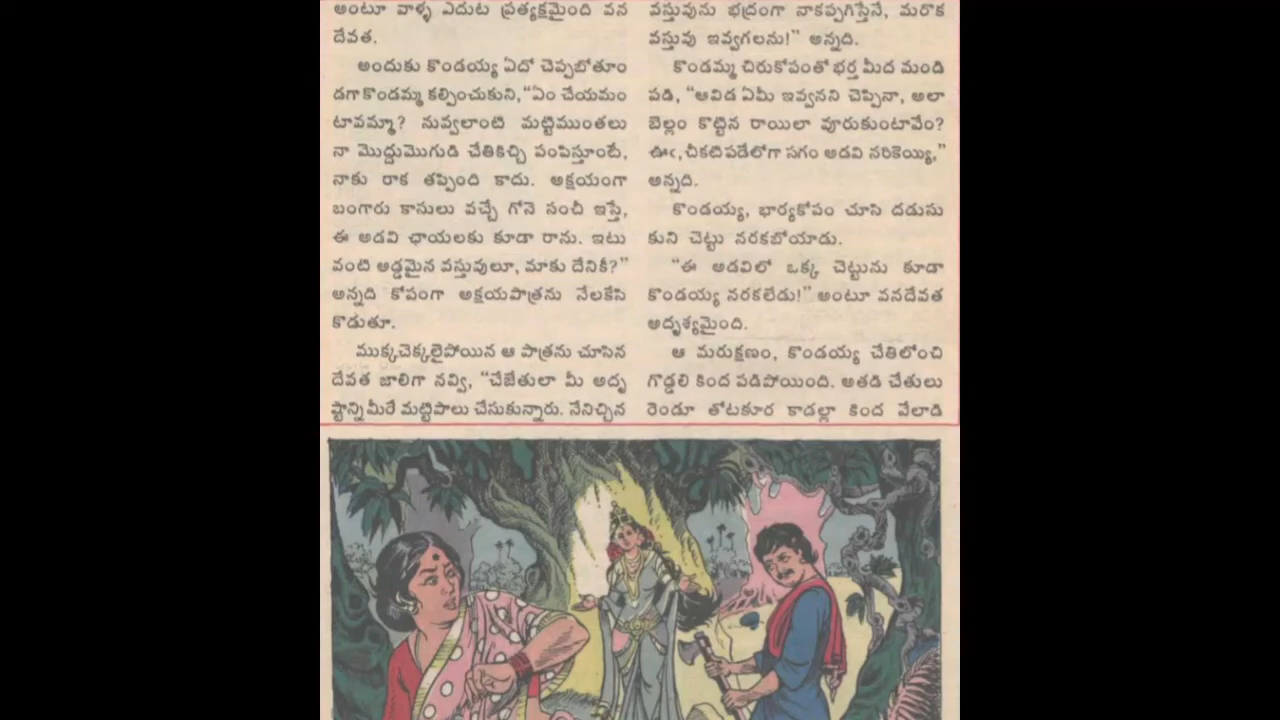 అంటూ వాళ్ళ ఎదుట ప్రత్యక్షమైంది వన
దేవత.
అందుకు కొండయ్య ఏదో చెప్పబోతూం
డగా కొండమ్మ కల్పించుకుని, “ఏం చేయమం
టావమ్మా? నువ్వలాంటి మట్టిముంతలు
నా మొద్దుమొగుడి చేతికిచ్చి పంపిస్తూంటే,
నాకు రాక తప్పింది కాదు. అక్షయంగా
బంగారు కాసులు వచ్చే గోనె సంచీ ఇస్తే,
ఈ అడవి ఛాయలకు కూడా రాను. ఇటు
వంటి అడ్డమైన వస్తువులూ, మాకు దేనికీ?”
అన్నది కోపంగా అక్షయపాత్రను నేలకేసి
కొడుతూ.
ముక్కచెక్కలైపోయిన ఆ పాత్రను చూసిన
దేవత జాలిగా నవ్వి, “చేజేతులా మీ అదృ
ష్టాన్ని మీరే మట్టిపాలు చేసుకున్నారు. నేనిచ్చిన
వస్తువును భద్రంగా నాకప్పగిస్తేనే, మరొక
వస్తువు ఇవ్వగలను!” అన్నది.
కొండమ్మ చిరుకోపంతో భర్త మీద మండి
పడి, “ఆవిడ ఏమీ ఇవ్వనని చెప్పినా, అలా
బెల్లం కొట్టిన రాయిలా వూరుకుంటావేం?
ఊఁ, చీకటిపడేలోగా సగం అడవి నరికెయ్యి,”
అన్నది.
కొండయ్య, భార్యకోపం చూసి దడుసు
కుని చెట్టు నరకబోయాడు.
“ఈ అడవిలో ఒక్క చెట్టును కూడా
కొండయ్య నరకలేడు!” అంటూ వనదేవత
అదృశ్యమైంది.
ఆ మరుక్షణం, కొండయ్య చేతిలోంచి
గొడ్డలి కింద పడిపోయింది. అతడి చేతులు
రెండూ తోటకూర కాడల్లా కింద వేలాడి